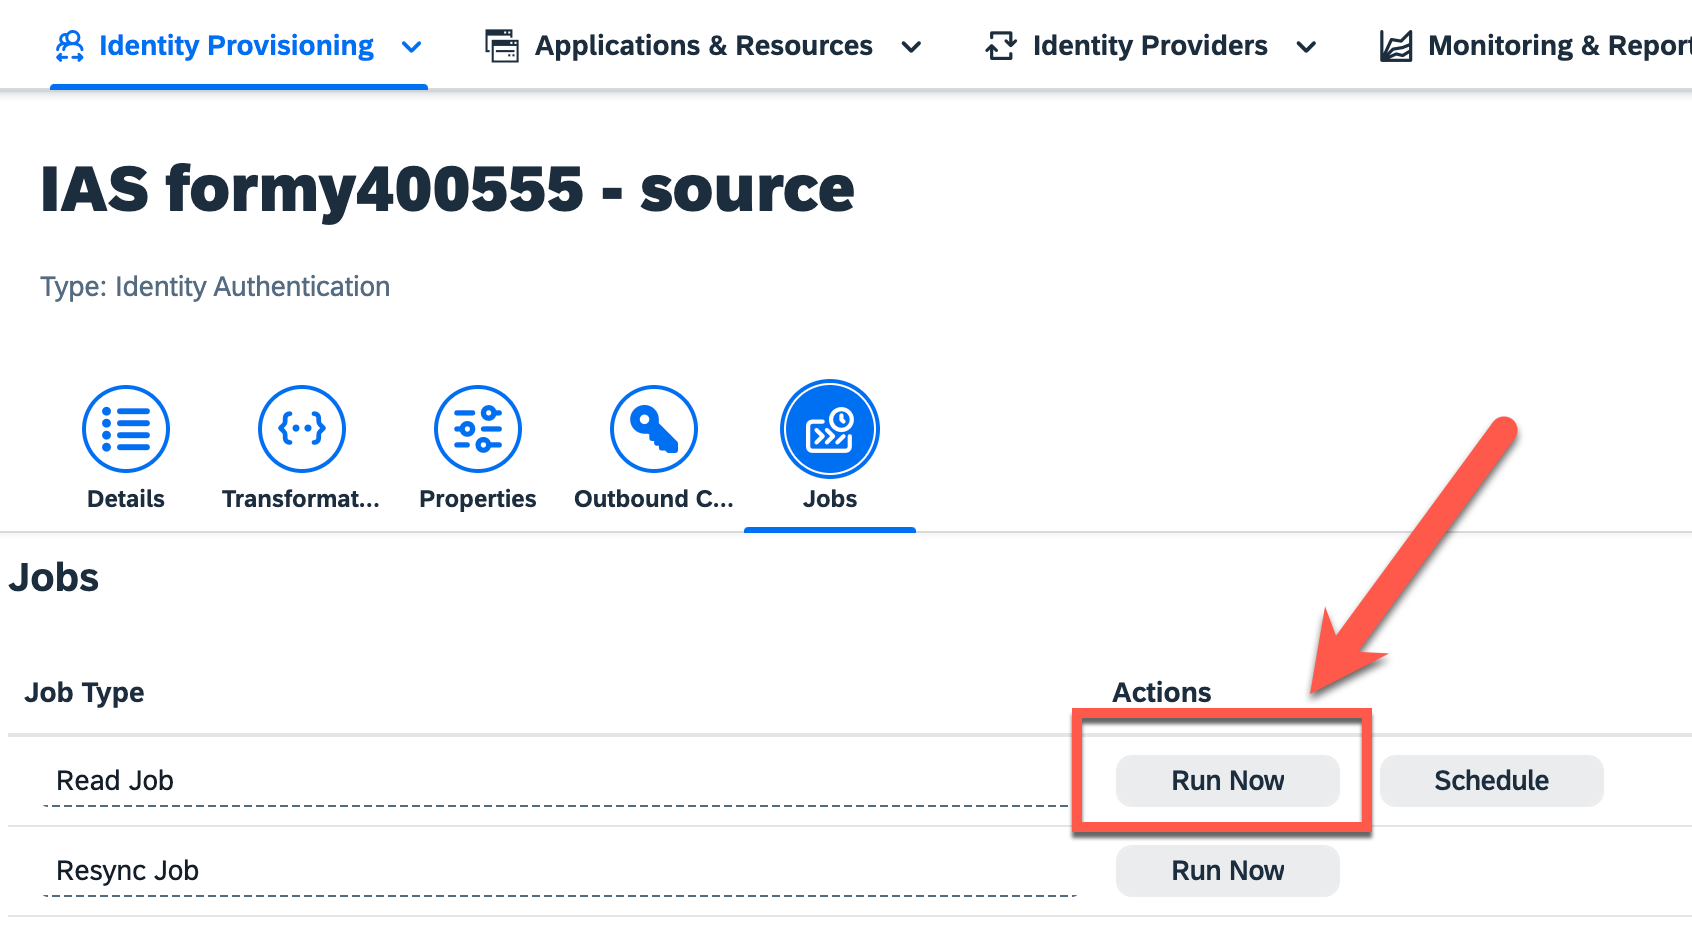 Identity Provisioning Applications & Resources Identity Providers Monitoring & Report
IAS formy400555 - source
Type: Identity Authentication
Details Transformat... Properties Outbound C... Jobs
Jobs
Job Type Actions
Read Job Run Now Schedule
Resync Job Run Now